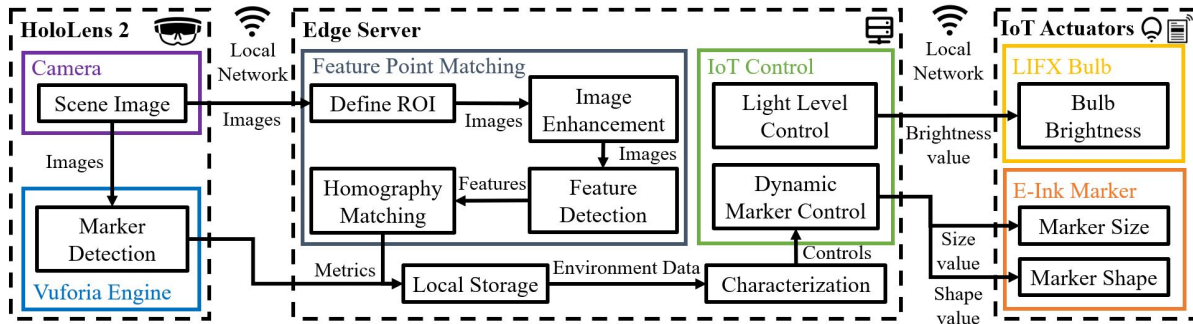 HoloLens 2
Camera
Scene Image
Images
Marker
Detection
Vuforia Engine
Local
Network
Images
Edge Server
Feature Point Matching
Define ROI
Images
Image
Enhancement
Images
Homography
Matching
Features
Feature
Detection
Metrics
Local Storage
Environment Data
Characterization
Controls
IoT Control
Light Level
Control
Dynamic
Marker Control
Local
Network
Brightness
value
Size
value
Shape
value
IoT Actuators
LIFX Bulb
Bulb
Brightness
E-Ink Marker
Marker Size
Marker Shape